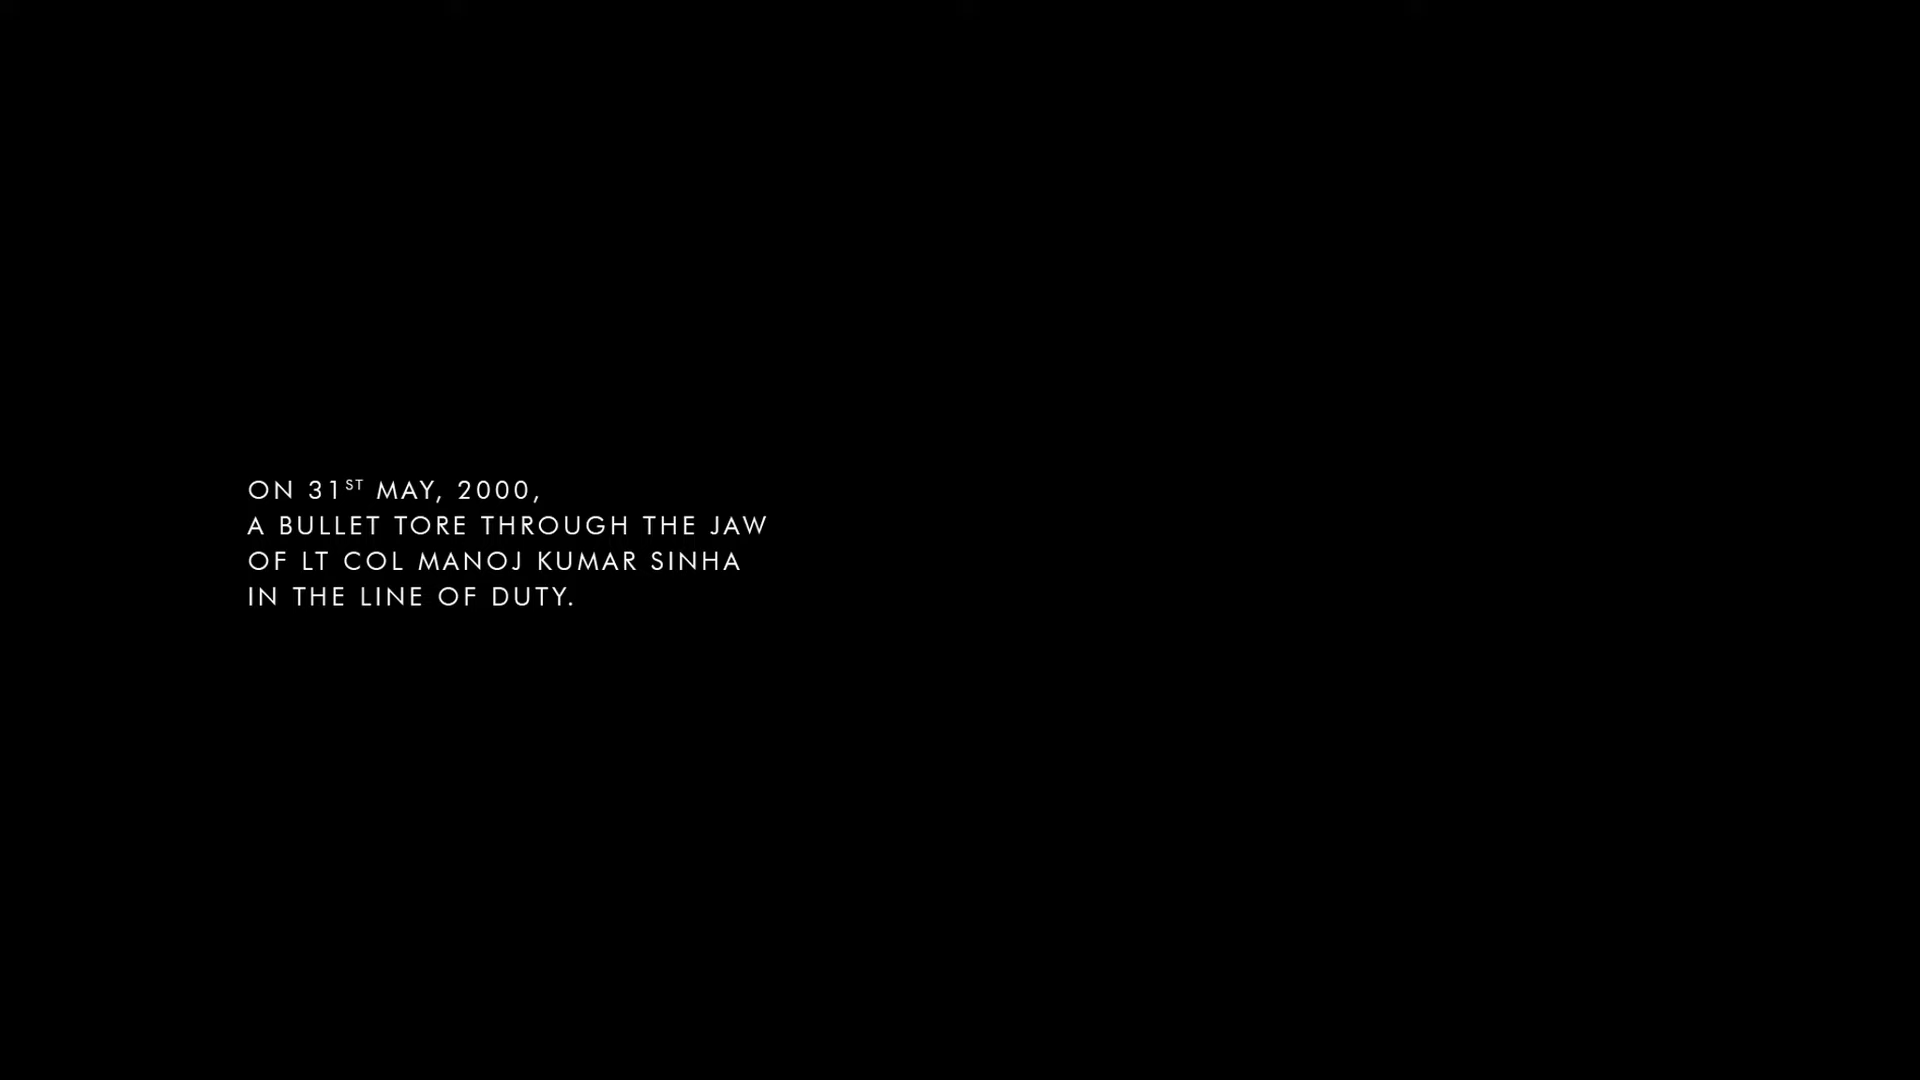 ON 31ST MAY, 2000,
A BULLET TORE THROUGH THE JAW
OF LT COL MANOJ KUMAR SINHA
IN THE LINE OF DUTY.